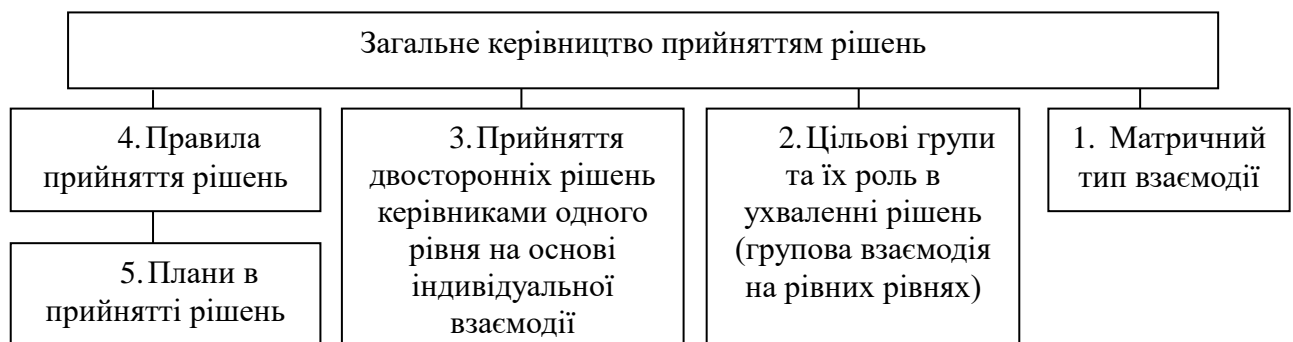 Загальне керівництво прийняттям рішень
4. Правила
прийняття рішень
5. Плани в
прийнятті рішень
3. Прийняття
двосторонніх рішень
керівниками одного
рівня на основі
індивідуальної
взаємодії
2. Цільові групи
та їх роль в
ухваленні рішень
(групова взаємодія
на рівних рівнях)
1. Матричний
тип взаємодії